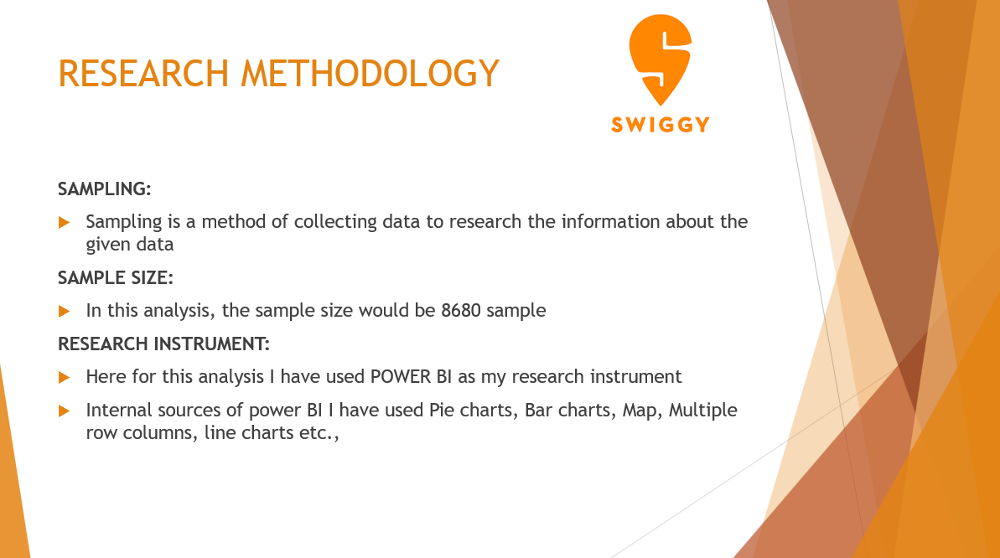 RESEARCH METHODOLOGY
SWIGGY
SAMPLING:
Sampling is a method of collecting data to research the information about the
given data
SAMPLE SIZE:
In this analysis, the sample size would be 8680 sample
RESEARCH INSTRUMENT:
Here for this analysis I have used POWER BI as my research instrument
Internal sources of power BI I have used Pie charts, Bar charts, Map, Multiple
row columns, line charts etc.,